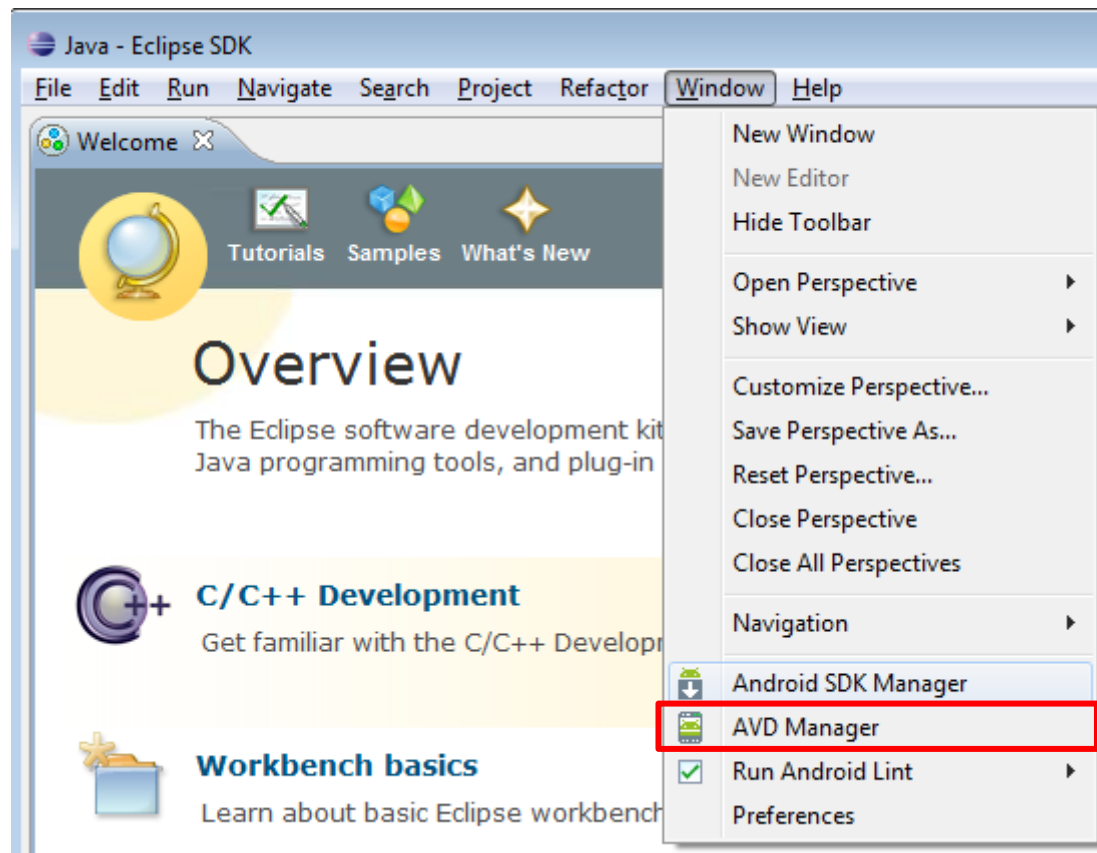 Java - Eclipse SDK
File Edit Run Navigate Search Project Refactor Window Help
Welcome
Tutorials Samples What's New
Overview
The Eclipse software development kit
Java programming tools, and plug-in
C/C++ Development
Get familiar with the C/C++
Workbench basics
Learn about basic Eclipse workbench
New Window
New Editor
Hide Toolbar
Open Perspective
Show View
Customize Perspective...
Save Perspective As...
Reset Perspective...
Close Perspective
Close All Perspectives
Navigation
Android SDK Manager
AVD Manager
Run Android Lint
Preferences